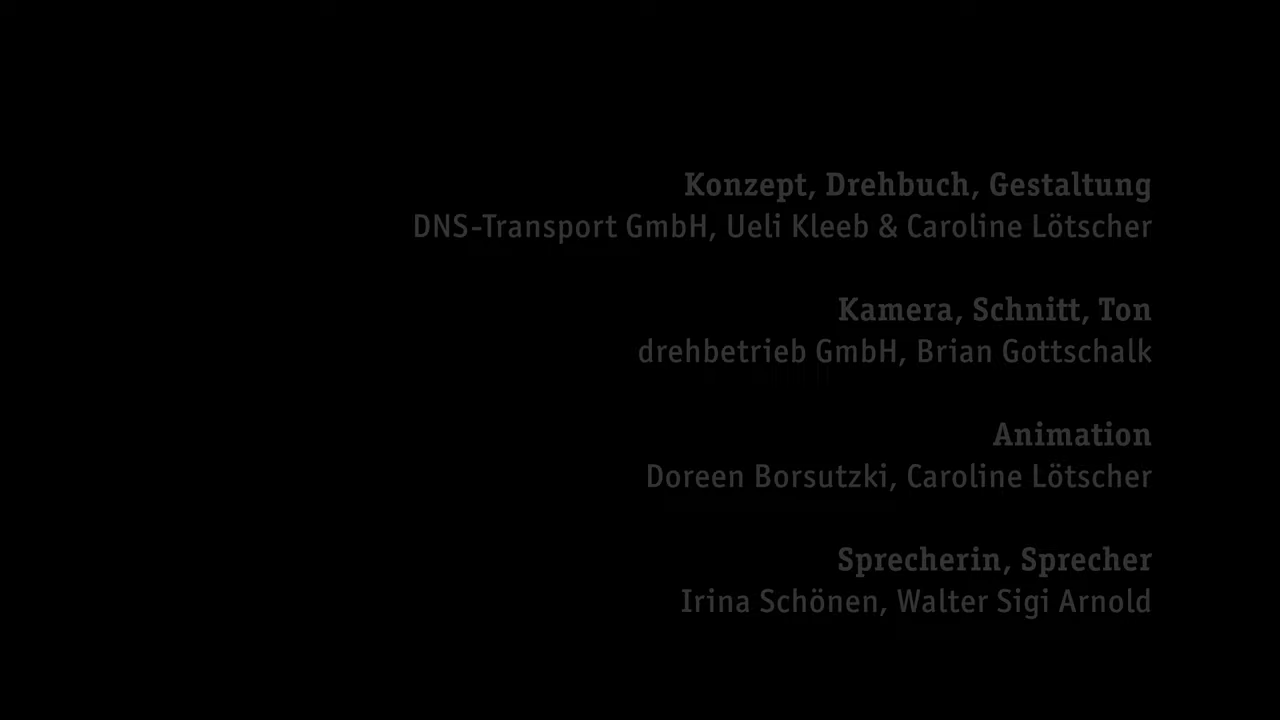 Konzept, Drehbuch, Gestaltung
DNS-Transport GmbH, Ueli Kleeb & Caroline Lötscher
Kamera, Schnitt, Ton
drehbetrieb GmbH, Brian Gottschalk
Animation
Doreen Borsutzki, Caroline Lötscher
Sprecherin, Sprecher
Irina Schönen, Walter Sigi Arnold